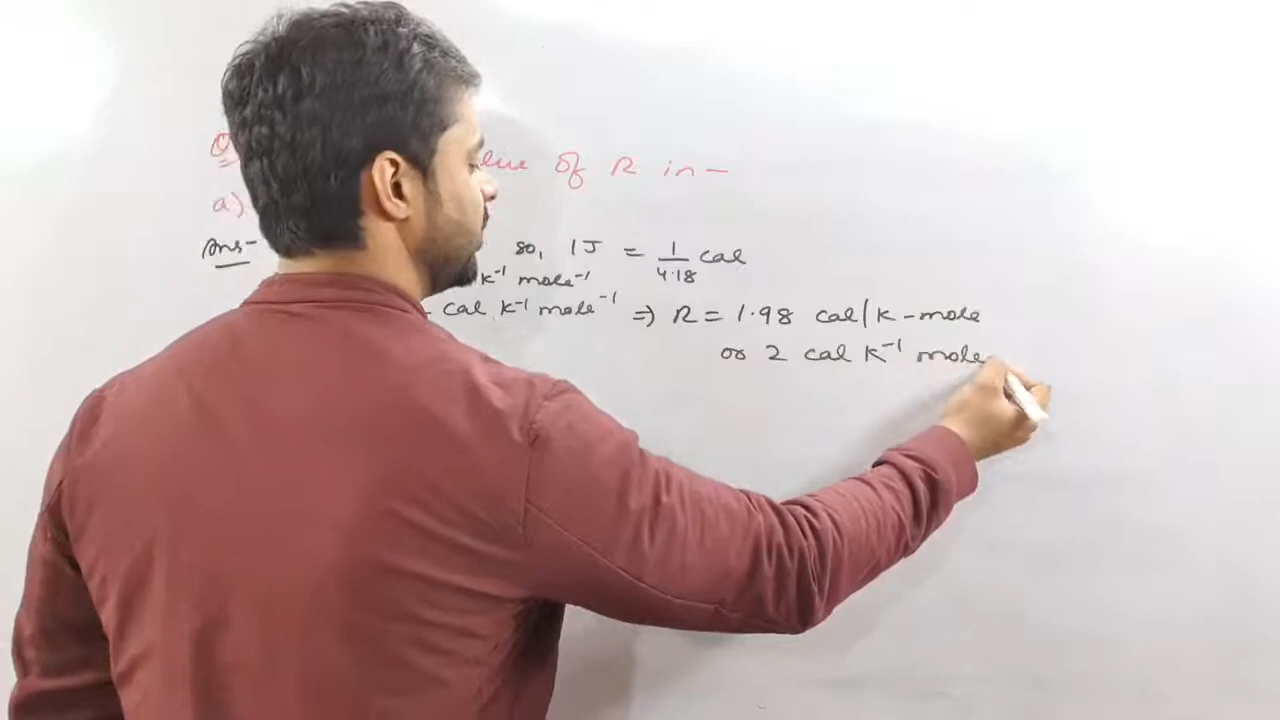 Q of R in -
a)
Ans- so, 1J = 1/4.18 cal
K⁻¹ mole⁻¹
cal K⁻¹ mole⁻¹ ⇒ R = 1.98 cal/K-mole
or 2 cal K⁻¹ mole